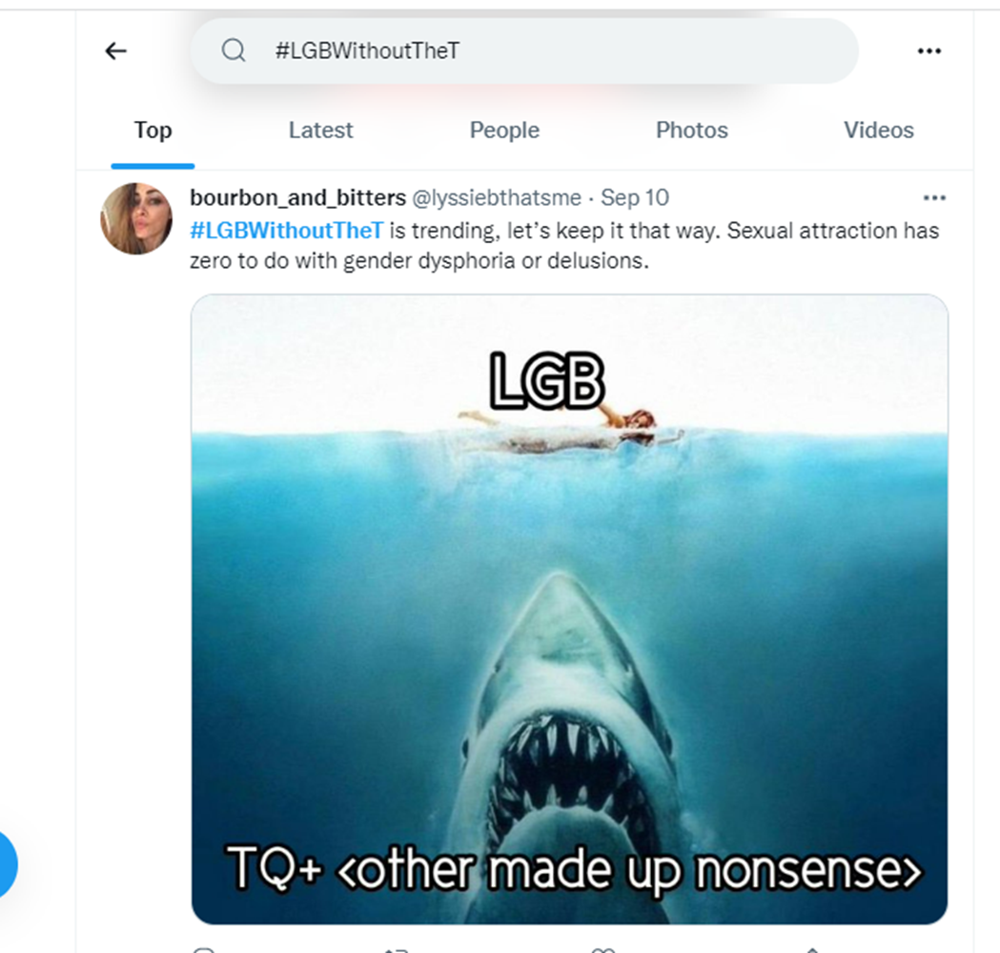 #LGBWithoutTheT
Top Latest People Photos Videos
bourbon_and_bitters @lyssiebthatsme · Sep 10
#LGBWithoutTheT is trending, let’s keep it that way. Sexual attraction has
zero to do with gender dysphoria or delusions.
LGB
TQ+ <other made up nonsense>